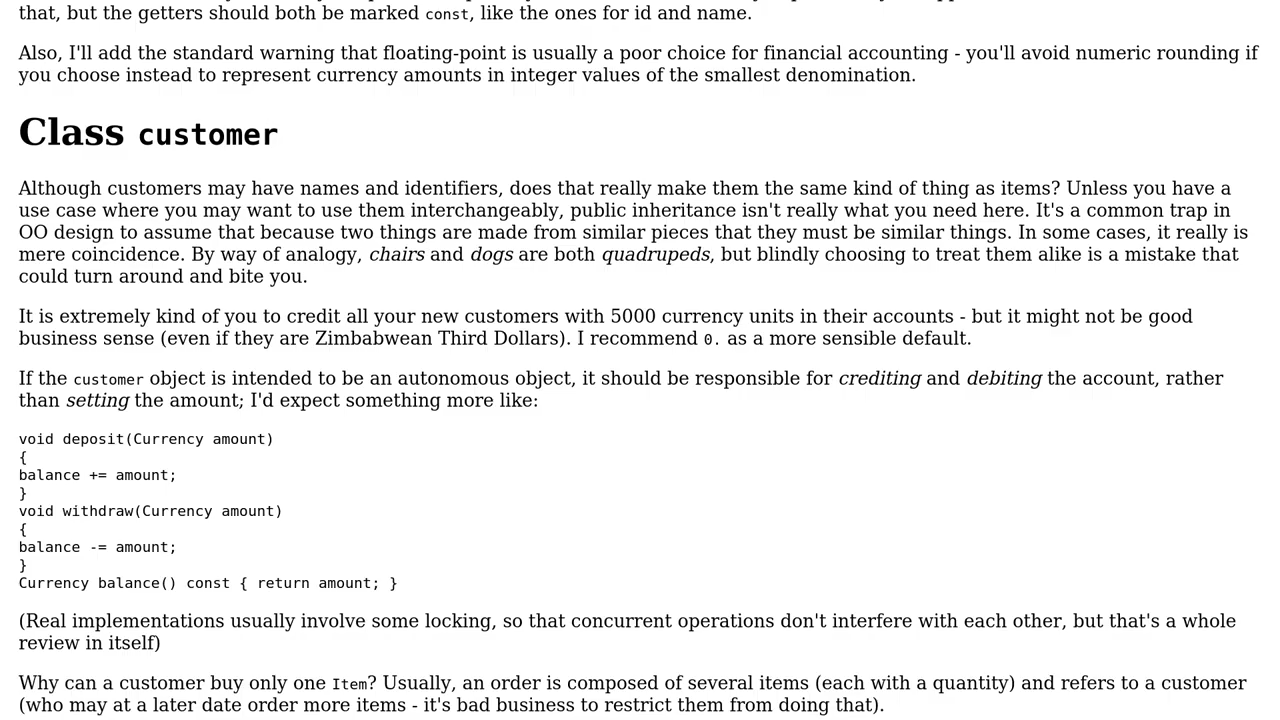 that, but the getters should both be marked const, like the ones for id and name.
Also, I'll add the standard warning that floating-point is usually a poor choice for financial accounting - you'll avoid numeric rounding if
you choose instead to represent currency amounts in integer values of the smallest denomination.
Class customer
Although customers may have names and identifiers, does that really make them the same kind of thing as items? Unless you have a
use case where you may want to use them interchangeably, public inheritance isn't really what you need here. It's a common trap in
OO design to assume that because two things are made from similar pieces that they must be similar things. In some cases, it really is
mere coincidence. By way of analogy, chairs and dogs are both quadrupeds, but blindly choosing to treat them alike is a mistake that
could turn around and bite you.
It is extremely kind of you to credit all your new customers with 5000 currency units in their accounts - but it might not be good
business sense (even if they are Zimbabwean Third Dollars). I recommend 0. as a more sensible default.
If the customer object is intended to be an autonomous object, it should be responsible for crediting and debiting the account, rather
than setting the amount; I'd expect something more like:
void deposit(Currency amount)
{
balance += amount;
}
void withdraw(Currency amount)
{
balance -= amount;
}
Currency balance() const { return amount; }
(Real implementations usually involve some locking, so that concurrent operations don't interfere with each other, but that's a whole
review in itself)
Why can a customer buy only one Item? Usually, an order is composed of several items (each with a quantity) and refers to a customer
(who may at a later date order more items - it's bad business to restrict them from doing that).